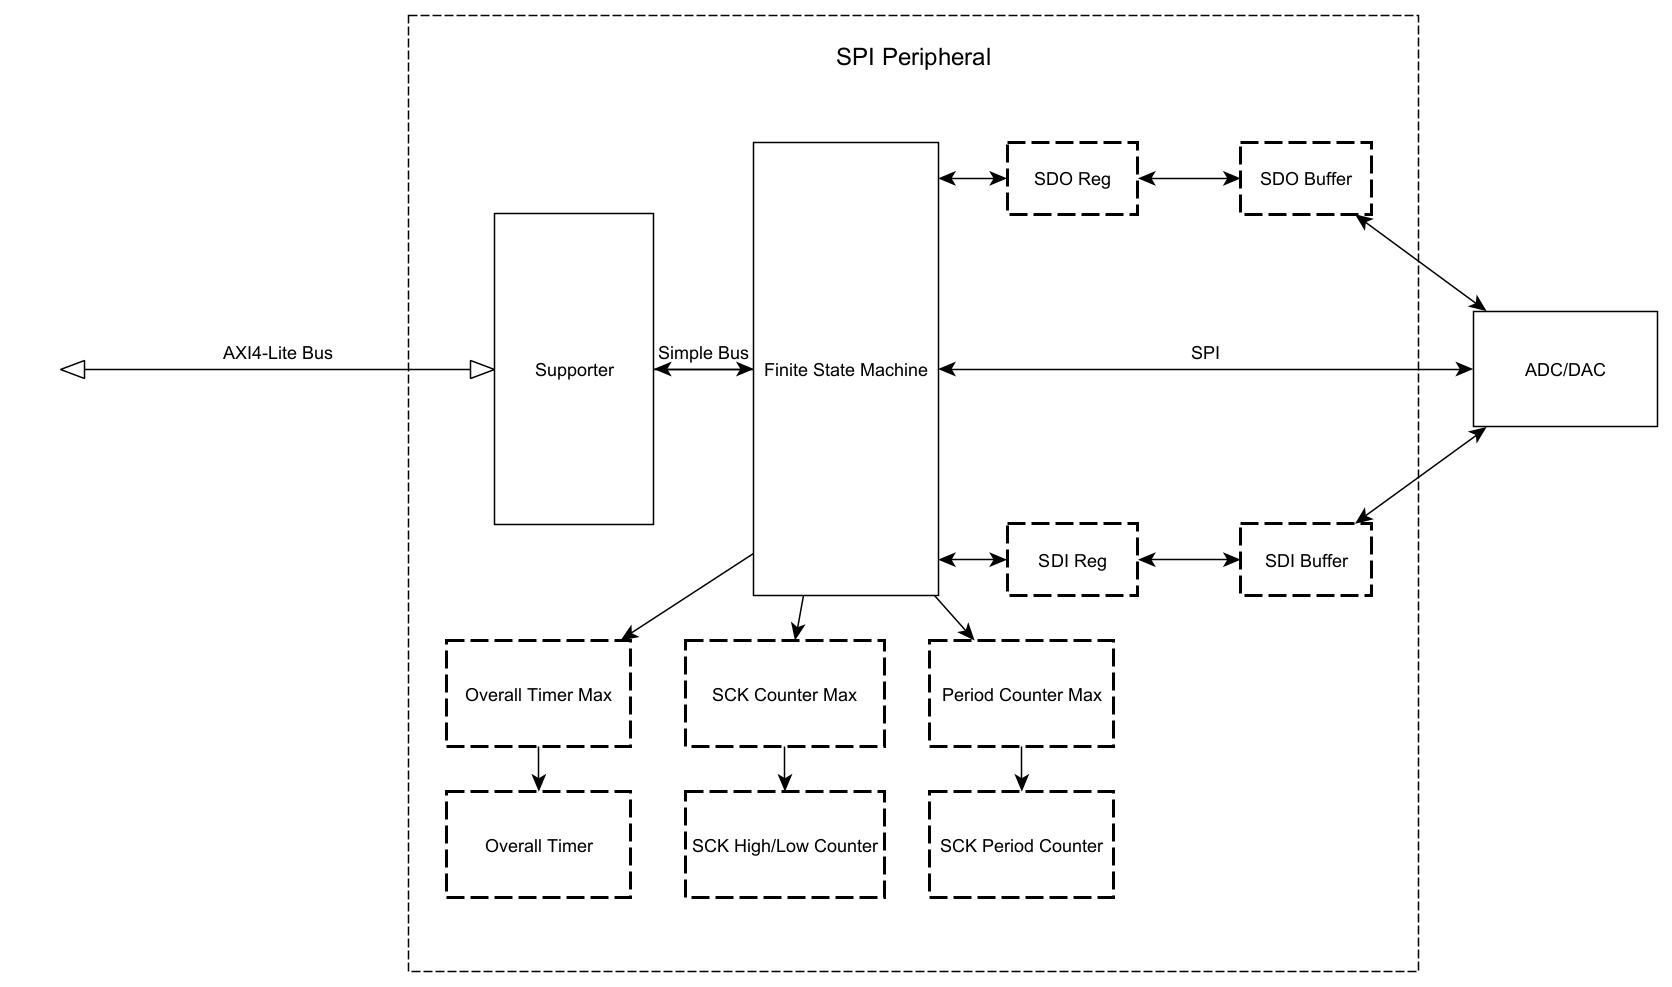 SPI Peripheral
SDO Reg
SDO Buffer
AXI4-Lite Bus
Supporter
Simple Bus
Finite State Machine
SPI
ADC/DAC
SDI Reg
SDI Buffer
Overall Timer Max
SCK Counter Max
Period Counter Max
Overall Timer
SCK High/Low Counter
SCK Period Counter